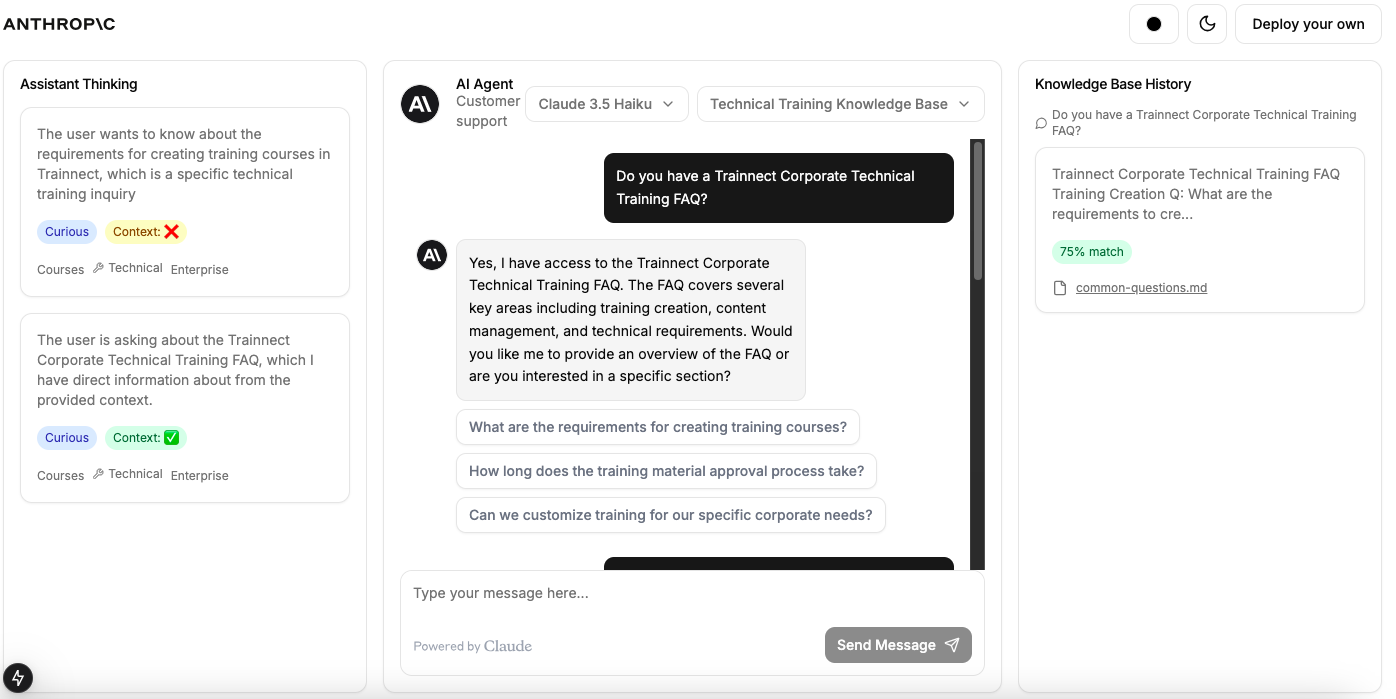 ANTHROP\C
Deploy your own
Assistant Thinking
The user wants to know about the
requirements for creating training courses in
Trainnect, which is a specific technical
training inquiry
Curious Context: ❌
Courses Technical Enterprise
The user is asking about the Trainnect
Corporate Technical Training FAQ, which I
have direct information about from the
provided context.
Curious Context: ✅
Courses Technical Enterprise
A\
AI Agent
Customer
support
Claude 3.5 Haiku
Technical Training Knowledge Base
Do you have a Trainnect Corporate Technical
Training FAQ?
A\
Yes, I have access to the Trainnect Corporate
Technical Training FAQ. The FAQ covers several
key areas including training creation, content
management, and technical requirements. Would
you like me to provide an overview of the FAQ or
are you interested in a specific section?
What are the requirements for creating training courses?
How long does the training material approval process take?
Can we customize training for our specific corporate needs?
Type your message here...
Powered by Claude
Send Message
Knowledge Base History
Do you have a Trainnect Corporate Technical Training
FAQ?
Trainnect Corporate Technical Training FAQ
Training Creation Q: What are the
requirements to cre...
75% match
common-questions.md